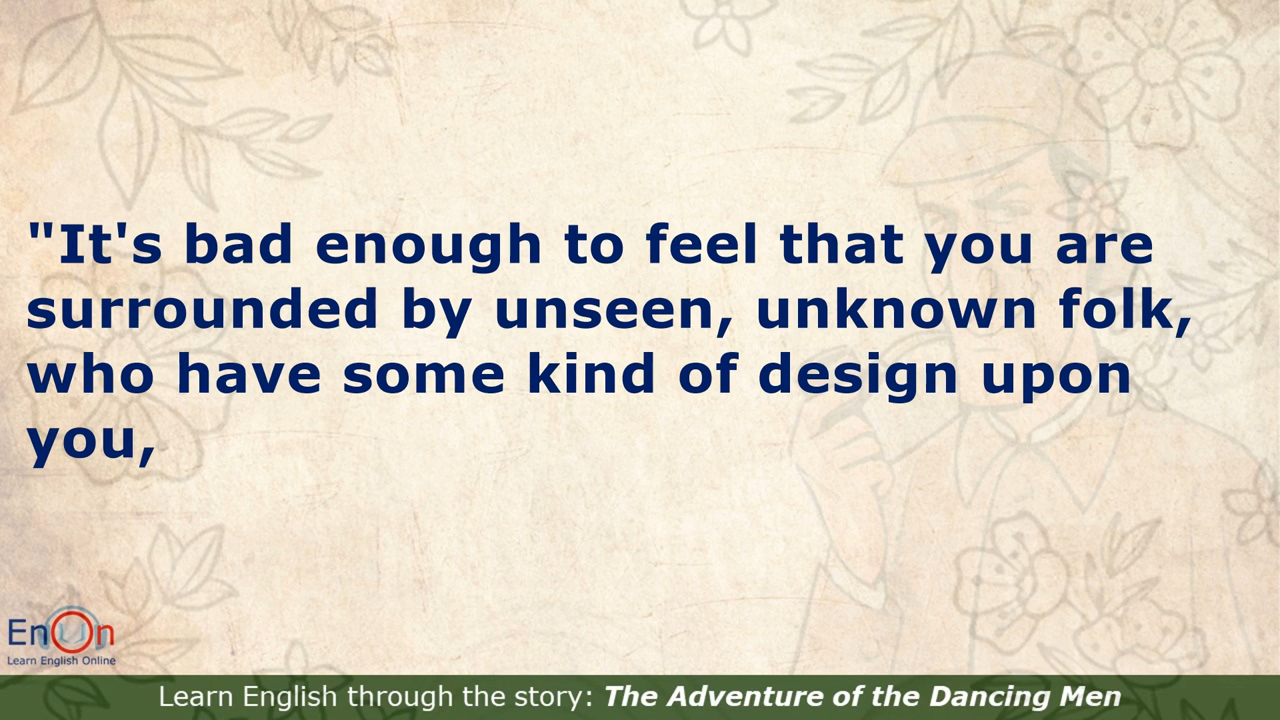 "It's bad enough to feel that you are
surrounded by unseen, unknown folk,
who have some kind of design upon
you,
EnOn
Learn English Online
Learn English through the story: The Adventure of the Dancing Men